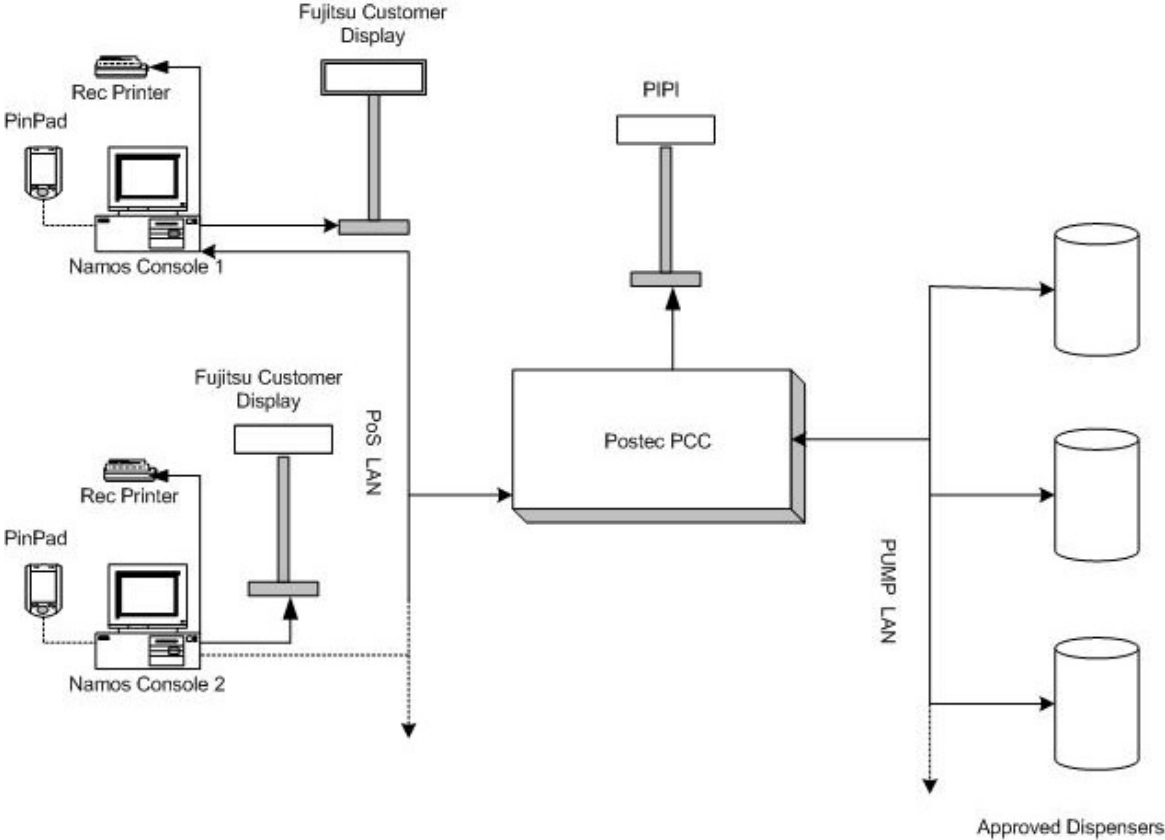 Fujitsu Customer
Display
Rec Printer
PinPad
Namos Console 1
PIPI
Fujitsu Customer
Display
PoS LAN
Postec PCC
Rec Printer
PinPad
Namos Console 2
PUMP LAN
Approved Dispensers